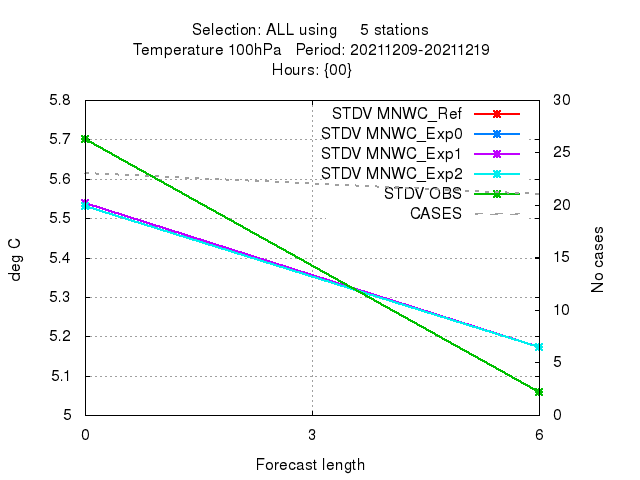 Selection: ALL using 5 stations
Temperature 100hPa Period: 20211209-20211219
Hours: {00}
5.8
5.7
5.6
5.5
5.4
5.3
5.2
5.1
5
30
25
20
15
10
5
0
STDV MNWC_Ref
STDV MNWC_Exp0
STDV MNWC_Exp1
STDV MNWC_Exp2
STDV OBS
CASES
deg C
No cases
0 3 6
Forecast length